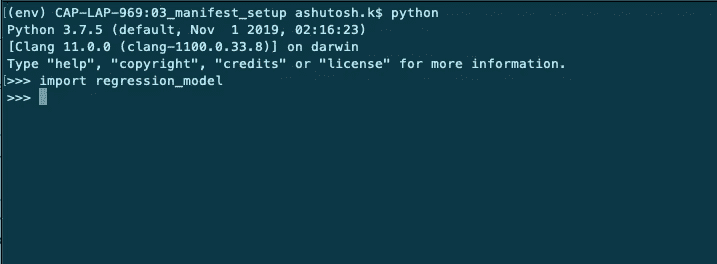 (env) CAP-LAP-969:03_manifest_setup ashutosh.k$ python
Python 3.7.5 (default, Nov  1 2019, 02:16:23)
[Clang 11.0.0 (clang-1100.0.33.8)] on darwin
Type "help", "copyright", "credits" or "license" for more information.
>>> import regression_model
>>>